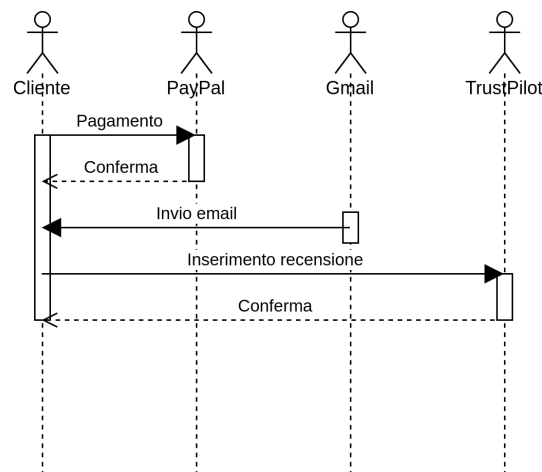 Cliente
PayPal
Gmail
TrustPilot
Pagamento
Conferma
Invio email
Inserimento recensione
Conferma